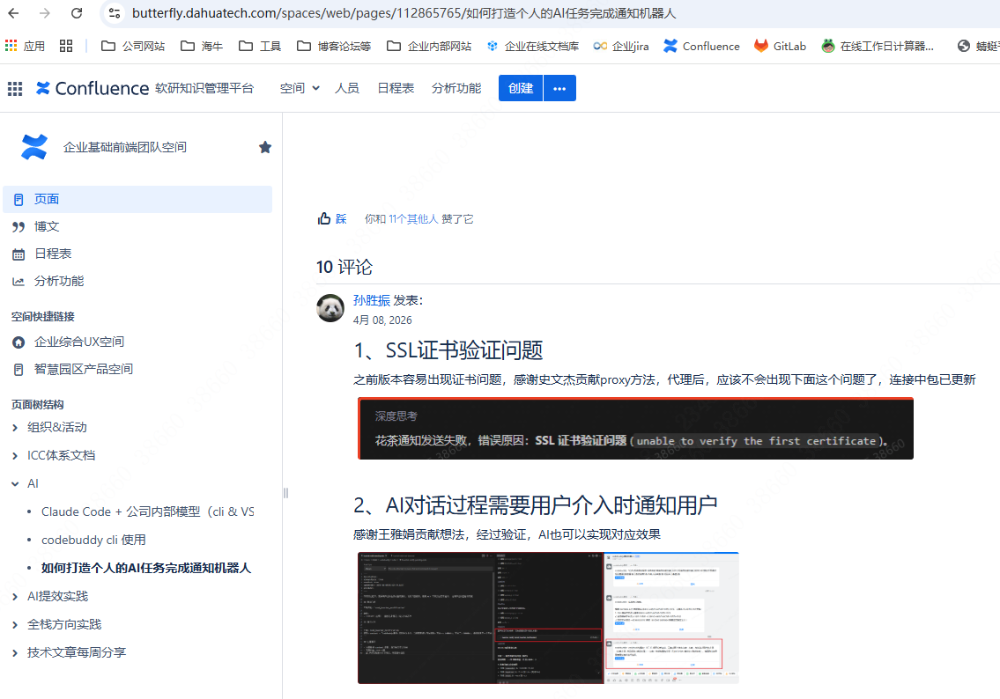 butterfly.dahuatech.com/spaces/web/pages/112865765/如何打造个人的AI任务完成通知机器人
应用
公司网站
海牛
工具
博客论坛等
企业内部网站
企业在线文档库
企业jira
Confluence
GitLab
在线工作日计算器...
蜻蜓
Confluence 软研知识管理平台
空间
人员
日程表
分析功能
创建
企业基础前端团队空间
页面
博文
日程表
分析功能
空间快捷链接
企业综合UX空间
智慧园区产品空间
页面树结构
组织&活动
ICC体系文档
AI
Claude Code + 公司内部模型（cli & VS
codebuddy cli 使用
如何打造个人的AI任务完成通知机器人
AI提效实践
全栈方向实践
技术文章每周分享
踩 你和 11个其他人 赞了它
10 评论
孙胜振 发表：
4月 08, 2026
1、SSL证书验证问题
之前版本容易出现证书问题，感谢史文杰贡献proxy方法，代理后，应该不会出现下面这个问题了，连接中包已更新
深度思考
花茶通知发送失败，错误原因：SSL 证书验证问题（unable to verify the first certificate）。
2、AI对话过程需要用户介入时通知用户
感谢王雅娟贡献想法，经过验证，AI也可以实现对应效果